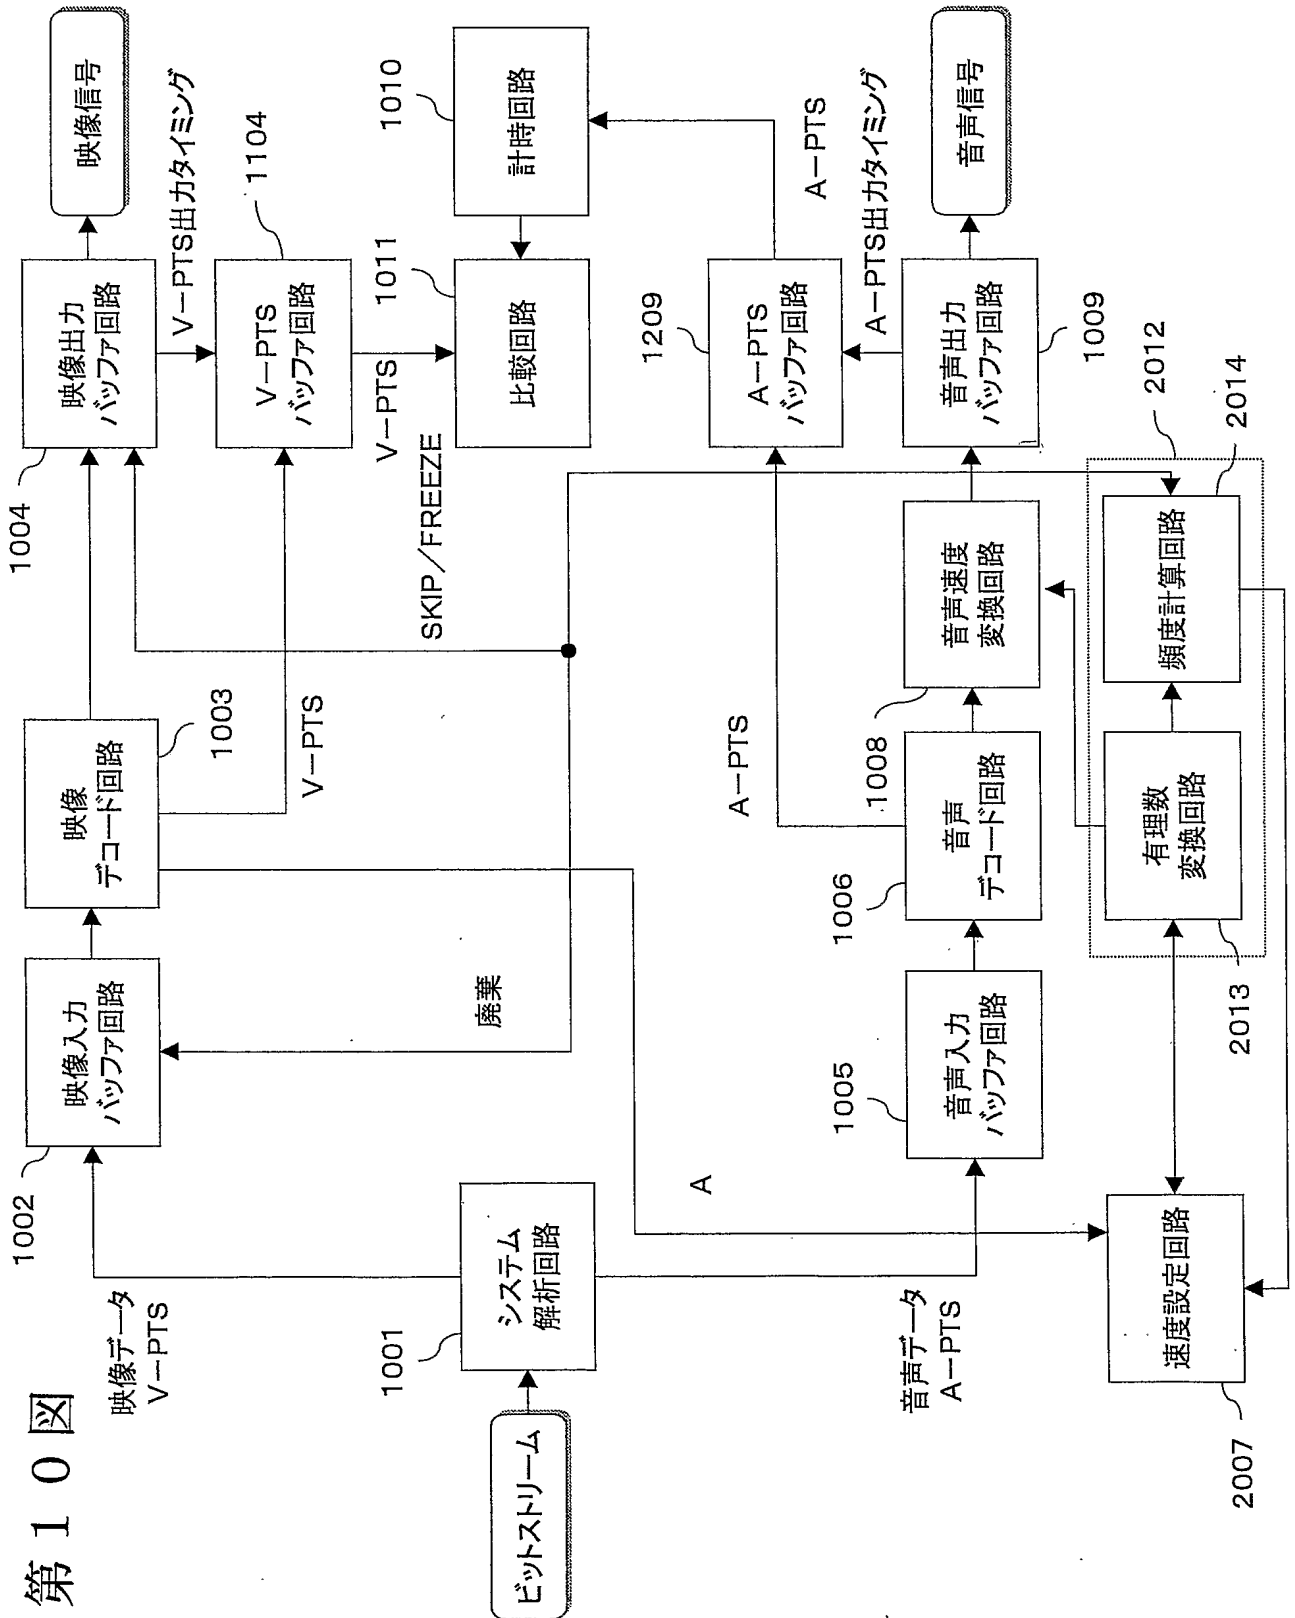 第10図
ビットストリーム
1001
システム
解析回路
映像データ
V-PTS
1002
映像入力
バッファ回路
映像
デコード回路
1003
V-PTS
1004
映像出力
バッファ回路
映像信号
V-PTS出力タイミング
V-PTS
バッファ回路
1104
V-PTS
1011
比較回路
1010
計時回路
SKIP/FREEZE
廃棄
A
音声データ
A-PTS
1005
音声入力
バッファ回路
1006
音声
デコード回路
A-PTS
1008
音声速度
変換回路
1209
A-PTS
バッファ回路
A-PTS
A-PTS出力タイミング
音声出力
バッファ回路
1009
音声信号
2007
速度設定回路
2013
有理数
変換回路
頻度計算回路
2012
2014